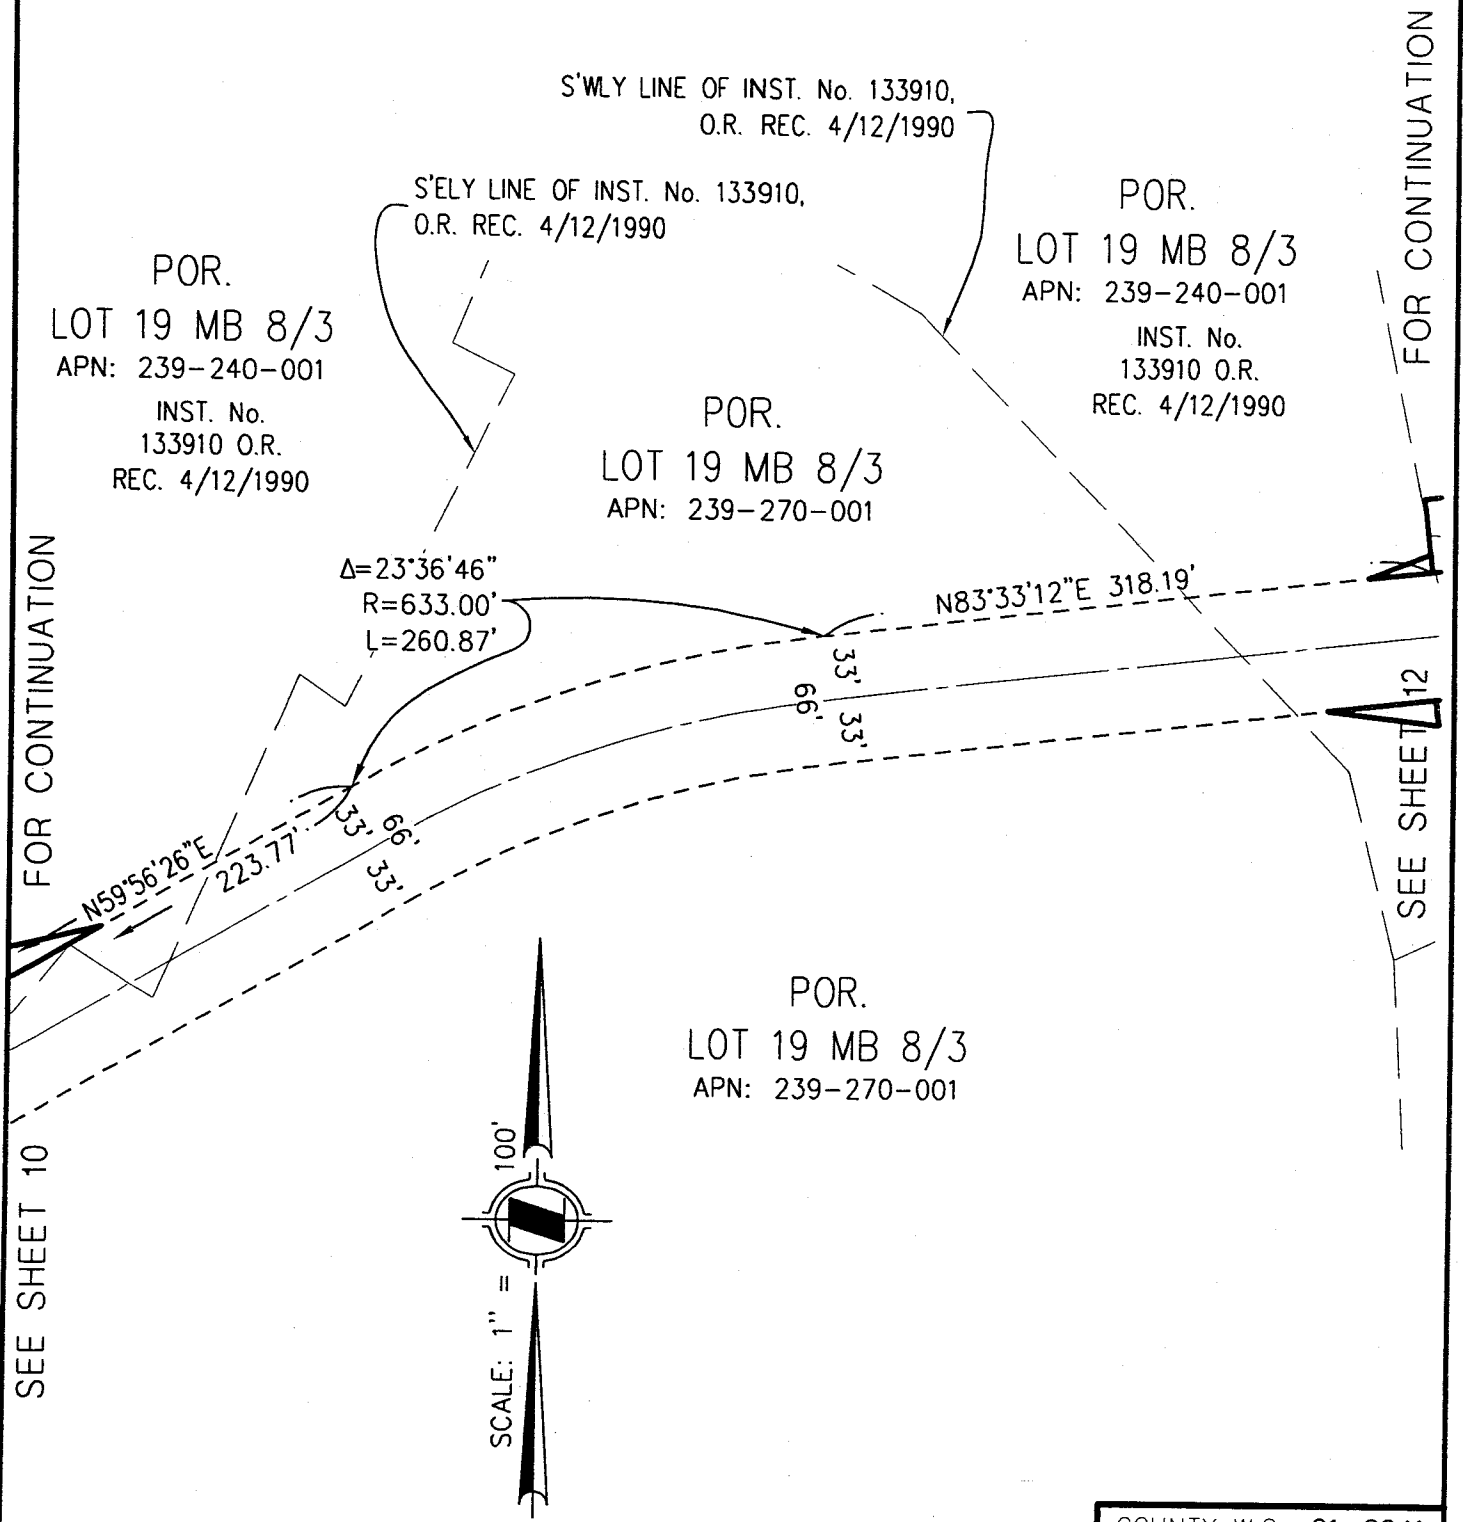 S'WLY LINE OF INST. No. 133910,
O.R. REC. 4/12/1990
S'ELY LINE OF INST. No. 133910,
O.R. REC. 4/12/1990
POR.
LOT 19 MB 8/3
APN: 239-240-001
INST. No.
133910 O.R.
REC. 4/12/1990
POR.
LOT 19 MB 8/3
APN: 239-240-001
INST. No.
133910 O.R.
REC. 4/12/1990
POR.
LOT 19 MB 8/3
APN: 239-270-001
FOR CONTINUATION
SEE SHEET 12
Δ=23°36'46"
R=633.00'
L=260.87'
N83°33'12"E 318.19'
33'
66'
33'
N59°56'26"E
223.77'
33'
66'
33'
FOR CONTINUATION
SEE SHEET 10
POR.
LOT 19 MB 8/3
APN: 239-270-001
SCALE: 1" = 100'